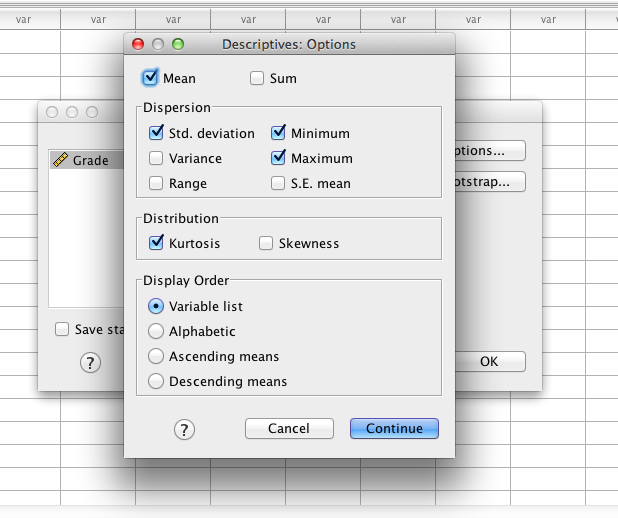 var var var var var var var
Descriptives: Options
Mean Sum
Dispersion
Std. deviation Minimum
Variance Maximum
Range S.E. mean
Distribution
Kurtosis Skewness
Display Order
Variable list
Alphabetic
Ascending means
Descending means
? Cancel Continue
Grade
ptions...
otstrap...
Save sta
? OK